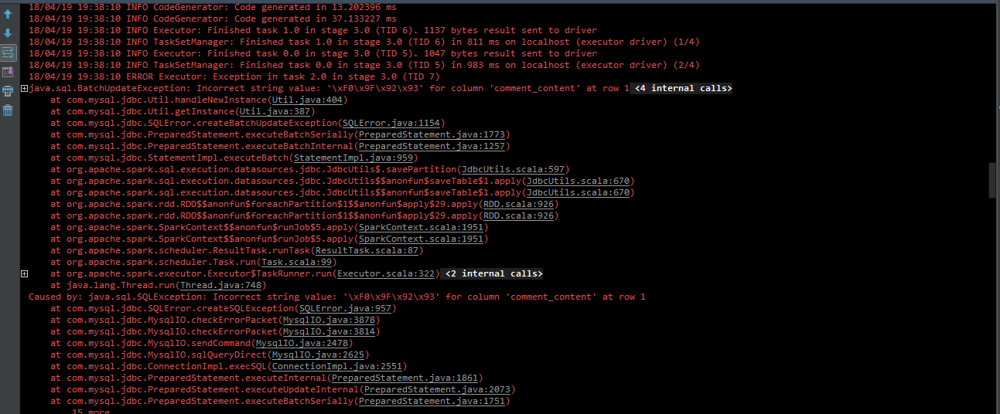 18/04/19 19:38:10 INFO CodeGenerator: Code generated in 13.202396 ms
18/04/19 19:38:10 INFO CodeGenerator: Code generated in 37.133227 ms
18/04/19 19:38:10 INFO Executor: Finished task 1.0 in stage 3.0 (TID 6). 1137 bytes result sent to driver
18/04/19 19:38:10 INFO TaskSetManager: Finished task 1.0 in stage 3.0 (TID 6) in 811 ms on localhost (executor driver) (1/4)
18/04/19 19:38:10 INFO Executor: Finished task 0.0 in stage 3.0 (TID 5). 1047 bytes result sent to driver
18/04/19 19:38:10 INFO TaskSetManager: Finished task 0.0 in stage 3.0 (TID 5) in 983 ms on localhost (executor driver) (2/4)
18/04/19 19:38:10 ERROR Executor: Exception in task 2.0 in stage 3.0 (TID 7)
java.sql.BatchUpdateException: Incorrect string value: '\xF0\x9F\x92\x93' for column 'comment_content' at row 1 <4 internal calls>
at com.mysql.jdbc.Util.handleNewInstance(Util.java:404)
at com.mysql.jdbc.Util.getInstance(Util.java:387)
at com.mysql.jdbc.SQLError.createBatchUpdateException(SQLError.java:1154)
at com.mysql.jdbc.PreparedStatement.executeBatchSerially(PreparedStatement.java:1773)
at com.mysql.jdbc.PreparedStatement.executeBatchInternal(PreparedStatement.java:1257)
at com.mysql.jdbc.StatementImpl.executeBatch(StatementImpl.java:959)
at org.apache.spark.sql.execution.datasources.jdbc.JdbcUtils$.savePartition(JdbcUtils.scala:597)
at org.apache.spark.sql.execution.datasources.jdbc.JdbcUtils$$anonfun$saveTable$1.apply(JdbcUtils.scala:670)
at org.apache.spark.sql.execution.datasources.jdbc.JdbcUtils$$anonfun$saveTable$1.apply(JdbcUtils.scala:670)
at org.apache.spark.rdd.RDD$$anonfun$foreachPartition$1$$anonfun$apply$29.apply(RDD.scala:926)
at org.apache.spark.rdd.RDD$$anonfun$foreachPartition$1$$anonfun$apply$29.apply(RDD.scala:926)
at org.apache.spark.SparkContext$$anonfun$runJob$5.apply(SparkContext.scala:1951)
at org.apache.spark.SparkContext$$anonfun$runJob$5.apply(SparkContext.scala:1951)
at org.apache.spark.scheduler.ResultTask.runTask(ResultTask.scala:87)
at org.apache.spark.scheduler.Task.run(Task.scala:99)
at org.apache.spark.executor.Executor$TaskRunner.run(Executor.scala:322) <2 internal calls>
at java.lang.Thread.run(Thread.java:748)
Caused by: java.sql.SQLException: Incorrect string value: '\xF0\x9F\x92\x93' for column 'comment_content' at row 1
at com.mysql.jdbc.SQLError.createSQLException(SQLError.java:957)
at com.mysql.jdbc.MysqlIO.checkErrorPacket(MysqlIO.java:3878)
at com.mysql.jdbc.MysqlIO.checkErrorPacket(MysqlIO.java:3814)
at com.mysql.jdbc.MysqlIO.sendCommand(MysqlIO.java:2478)
at com.mysql.jdbc.MysqlIO.sqlQueryDirect(MysqlIO.java:2625)
at com.mysql.jdbc.ConnectionImpl.execSQL(ConnectionImpl.java:2551)
at com.mysql.jdbc.PreparedStatement.executeInternal(PreparedStatement.java:1861)
at com.mysql.jdbc.PreparedStatement.executeUpdateInternal(PreparedStatement.java:2073)
at com.mysql.jdbc.PreparedStatement.executeBatchSerially(PreparedStatement.java:1751)
15 more